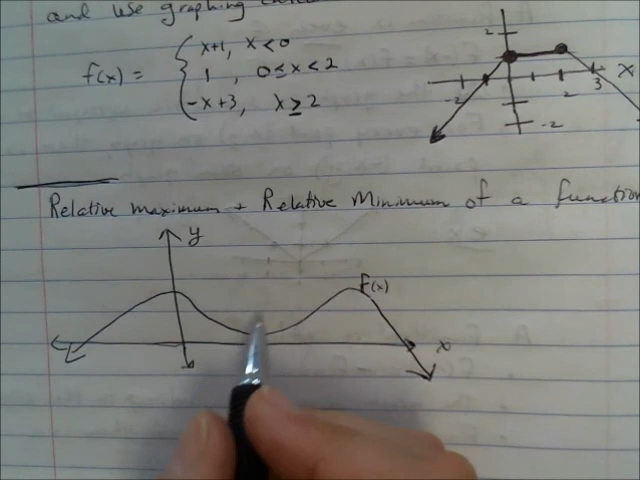 and use graphing
f(x) = { x+1, x < 0
1, 0 ≤ x < 2
-x+3, x ≥ 2
2
-2 2 3 x
-2
Relative maximum + Relative Minimum of a function
y
f(x)
x